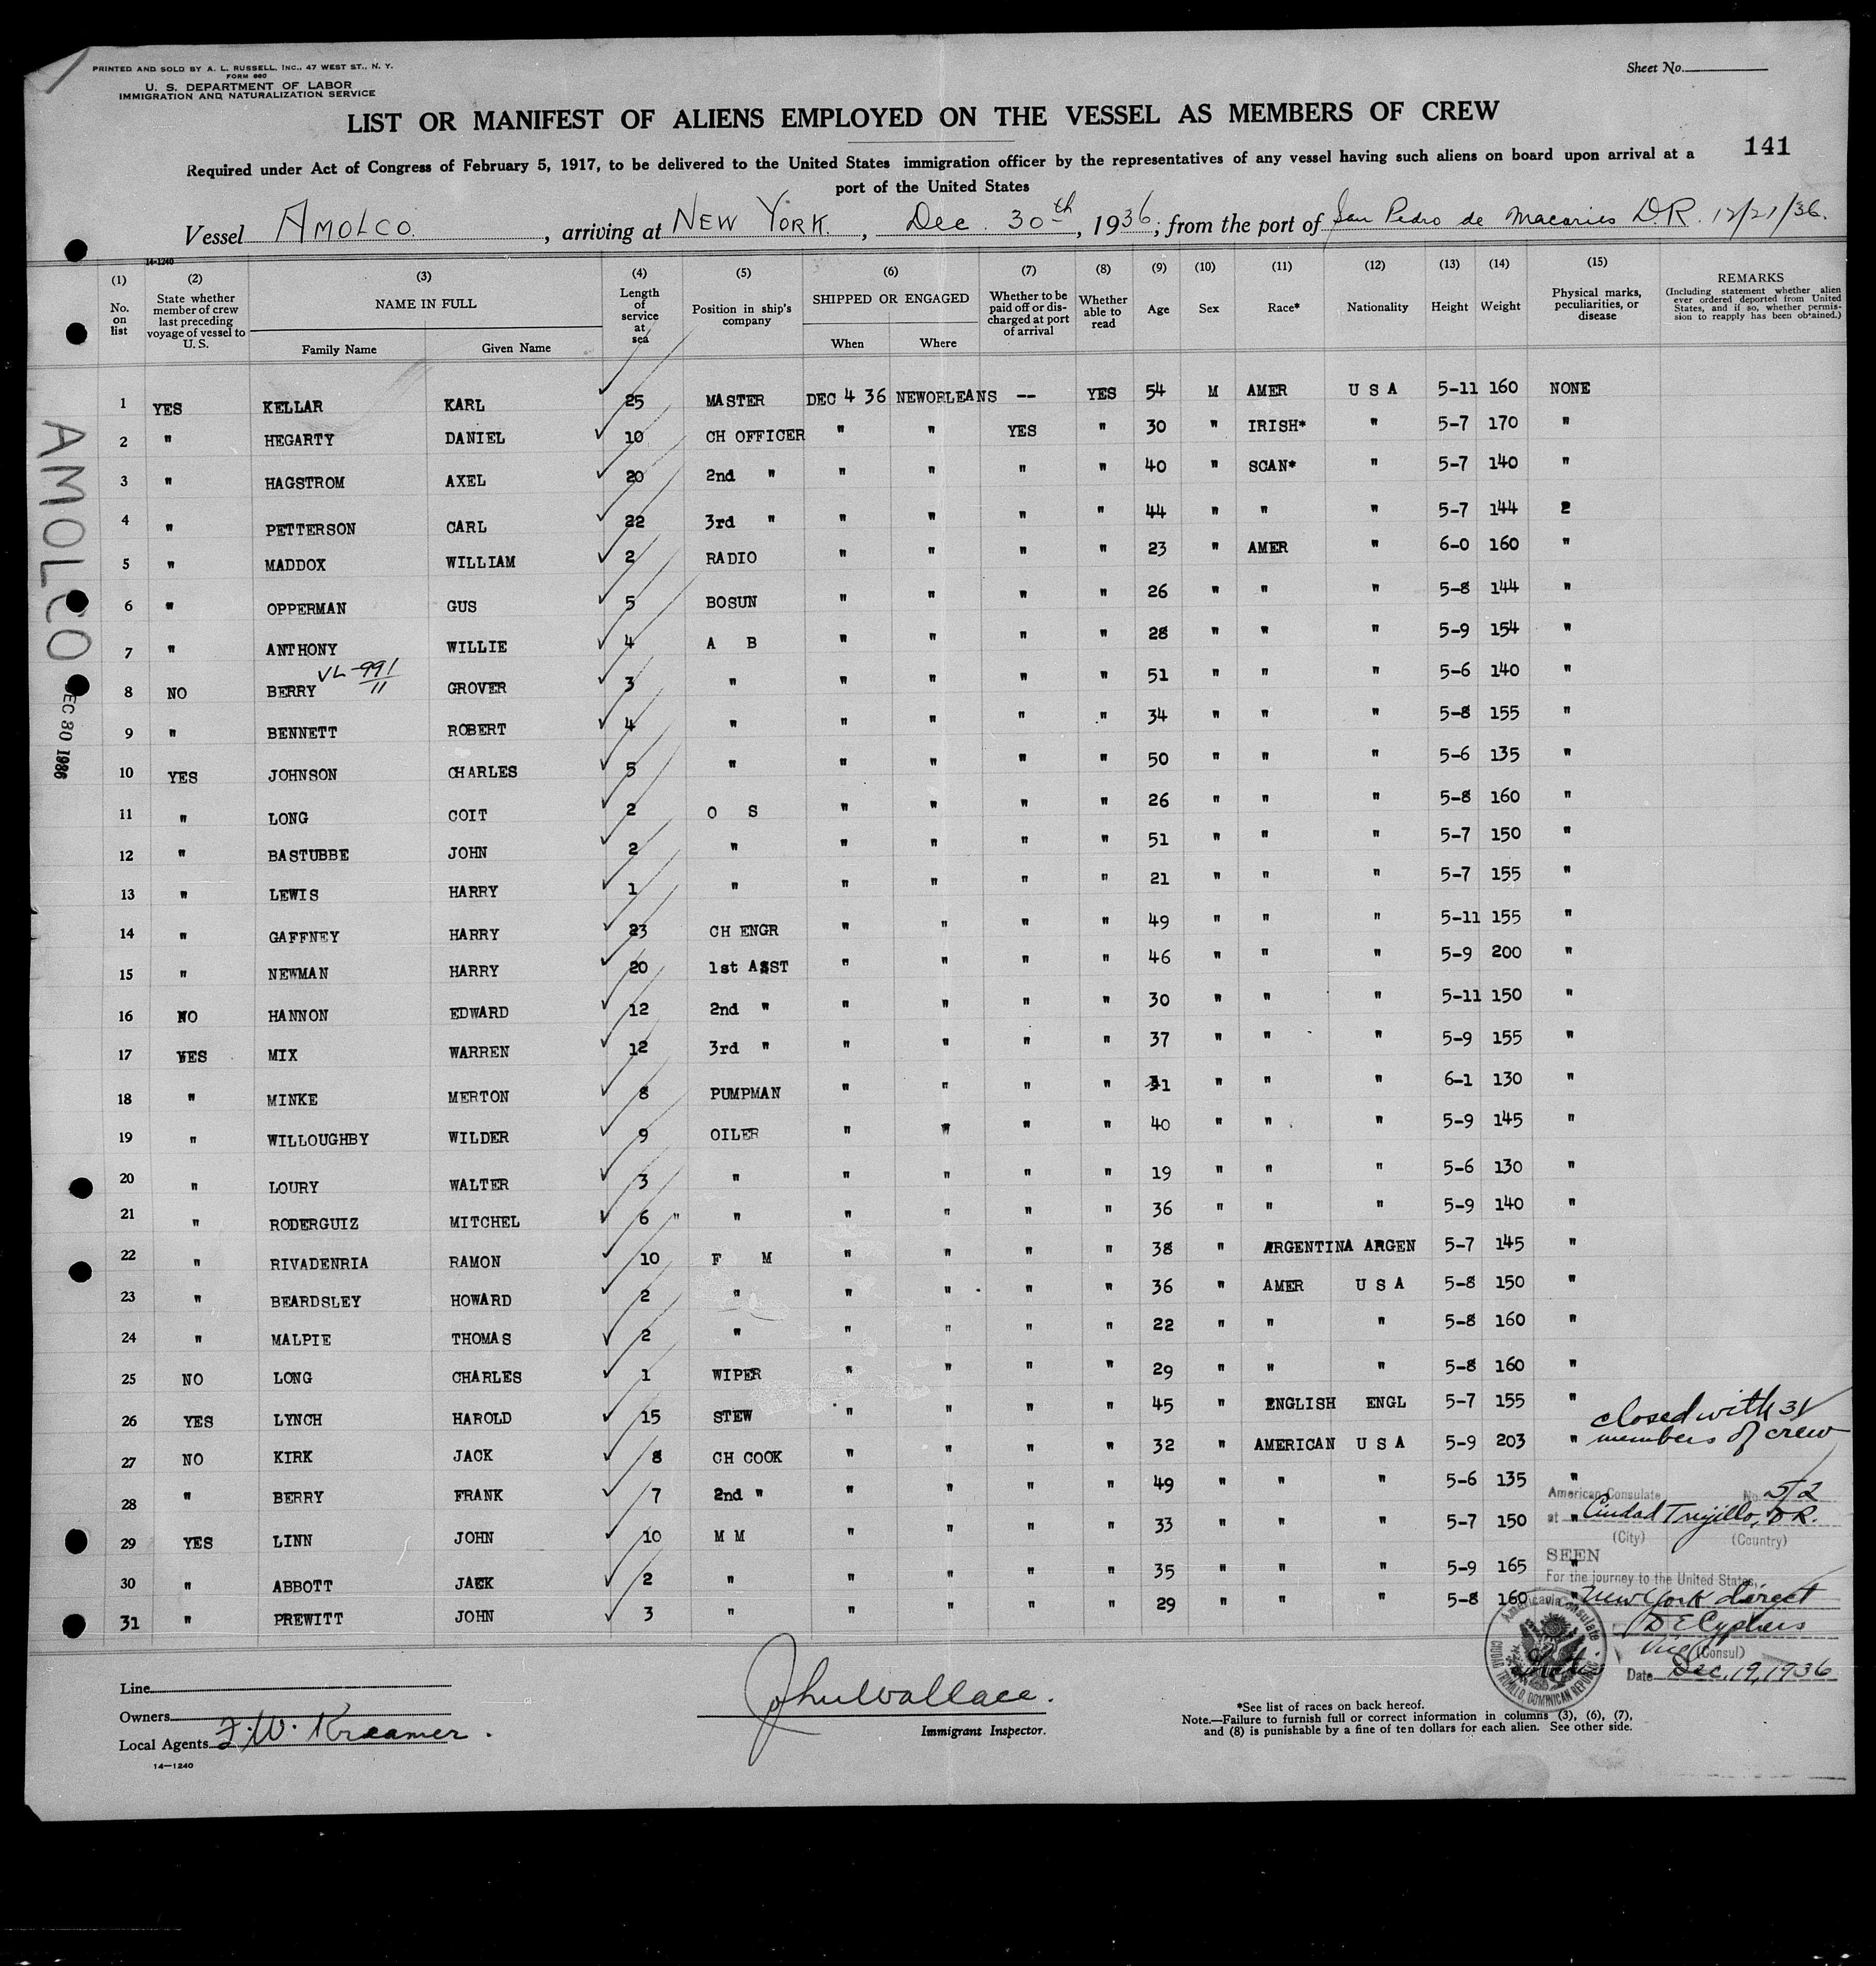 PRINTED AND SOLD BY A. L. RUSSELL, INC., 47 WEST ST., N. Y.
FORM 680
U. S. DEPARTMENT OF LABOR
IMMIGRATION AND NATURALIZATION SERVICE
Sheet No.
LIST OR MANIFEST OF ALIENS EMPLOYED ON THE VESSEL AS MEMBERS OF CREW
141
Required under Act of Congress of February 5, 1917, to be delivered to the United States immigration officer by the representatives of any vessel having such aliens on board upon arrival at a
port of the United States
Vessel AMOLCO, arriving at NEW YORK, Dec. 30th, 1936; from the port of San Pedro de Macories D.R. 12/21/36.
14-1240
(1) (2) (3) (4) (5) (6) (7) (8) (9) (10) (11) (12) (13) (14) (15)
No. on list
State whether member of crew last preceding voyage of vessel to U. S.
NAME IN FULL
Family Name Given Name
Length of service at sea
Position in ship's company
SHIPPED OR ENGAGED
When Where
Whether to be paid off or discharged at port of arrival
Whether able to read
Age Sex Race* Nationality Height Weight
Physical marks, peculiarities, or disease
REMARKS
(Including statement whether alien ever ordered deported from United States, and if so, whether permission to reapply has been obtained.)
1 YES KELLAR KARL 25 MASTER DEC 4 36 NEWORLEANS -- YES 54 M AMER U S A 5-11 160 NONE
2 " HEGARTY DANIEL 10 CH OFFICER " " YES " 30 " IRISH* " 5-7 170 "
3 " HAGSTROM AXEL 20 2nd " " " " " 40 " SCAN* " 5-7 140 "
4 " PETTERSON CARL 22 3rd " " " " " 44 " " " 5-7 144 2
5 " MADDOX WILLIAM 2 RADIO " " " " 23 " AMER " 6-0 160 "
6 " OPPERMAN GUS 5 BOSUN " " " " 26 " " " 5-8 144 "
7 " ANTHONY WILLIE 4 A B " " " " 28 " " " 5-9 154 "
VL-991/11
8 NO BERRY GROVER 3 " " " " " 51 " " " 5-6 140 "
9 " BENNETT ROBERT 4 " " " " " 34 " " " 5-8 155 "
10 YES JOHNSON CHARLES 5 " " " " " 50 " " " 5-6 135 "
11 " LONG COIT 2 O S " " " " 26 " " " 5-8 160 "
12 " BASTUBBE JOHN 2 " " " " " 51 " " " 5-7 150 "
13 " LEWIS HARRY 1 " " " " " 21 " " " 5-7 155 "
14 " GAFFNEY HARRY 23 CH ENGR " " " " 49 " " " 5-11 155 "
15 " NEWMAN HARRY 20 1st ASST " " " " 46 " " " 5-9 200 "
16 NO HANNON EDWARD 12 2nd " " " " " 30 " " " 5-11 150 "
17 YES MIX WARREN 12 3rd " " " " " 37 " " " 5-9 155 "
18 " MINKE MERTON 8 PUMPMAN " " " " 31 " " " 6-1 130 "
19 " WILLOUGHBY WILDER 9 OILER " " " " 40 " " " 5-9 145 "
20 " LOURY WALTER 3 " " " " " 19 " " " 5-6 130 "
21 " RODERGUIZ MITCHEL 6 " " " " " " 36 " " " 5-9 140 "
22 " RIVADENRIA RAMON 10 F M " " " " 38 " ARGENTINA ARGEN 5-7 145 "
23 " BEARDSLEY HOWARD 2 " " " " " 36 " AMER U S A 5-8 150 "
24 " MALPIE THOMAS 2 " " " " " 22 " " " 5-8 160 "
25 NO LONG CHARLES 1 WIPER " " " " 29 " " " 5-8 160 "
26 YES LYNCH HAROLD 15 STEW " " " " 45 " ENGLISH ENGL 5-7 155 "
27 NO KIRK JACK 8 CH COOK " " " " 32 " AMERICAN U S A 5-9 203 "
28 " BERRY FRANK 7 2nd " " " " " 49 " " " 5-6 135 "
29 YES LINN JOHN 10 M M " " " " 33 " " " 5-7 150 "
30 " ABBOTT JACK 2 " " " " " 35 " " " 5-9 165 "
31 " PREWITT JOHN 3 " " " " " 29 " " " 5-8 160 "
closed with 31
members of crew
American Consulate No. 52
at Ciudad Trujillo, D.R.
(City) (Country)
SEEN
For the journey to the United States,
via New York direct
D E Cyphers
Vice (Consul)
Date Dec. 19, 1936
American Consulate
CIUDAD TRUJILLO, DOMINICAN REPUBLIC
AMOLCO
DEC 30 1936
Line
Owners
Local Agents F. W. Kraamer.
14-1240
John Wallace.
Immigrant Inspector.
*See list of races on back hereof.
Note.—Failure to furnish full or correct information in columns (3), (6), (7),
and (8) is punishable by a fine of ten dollars for each alien. See other side.